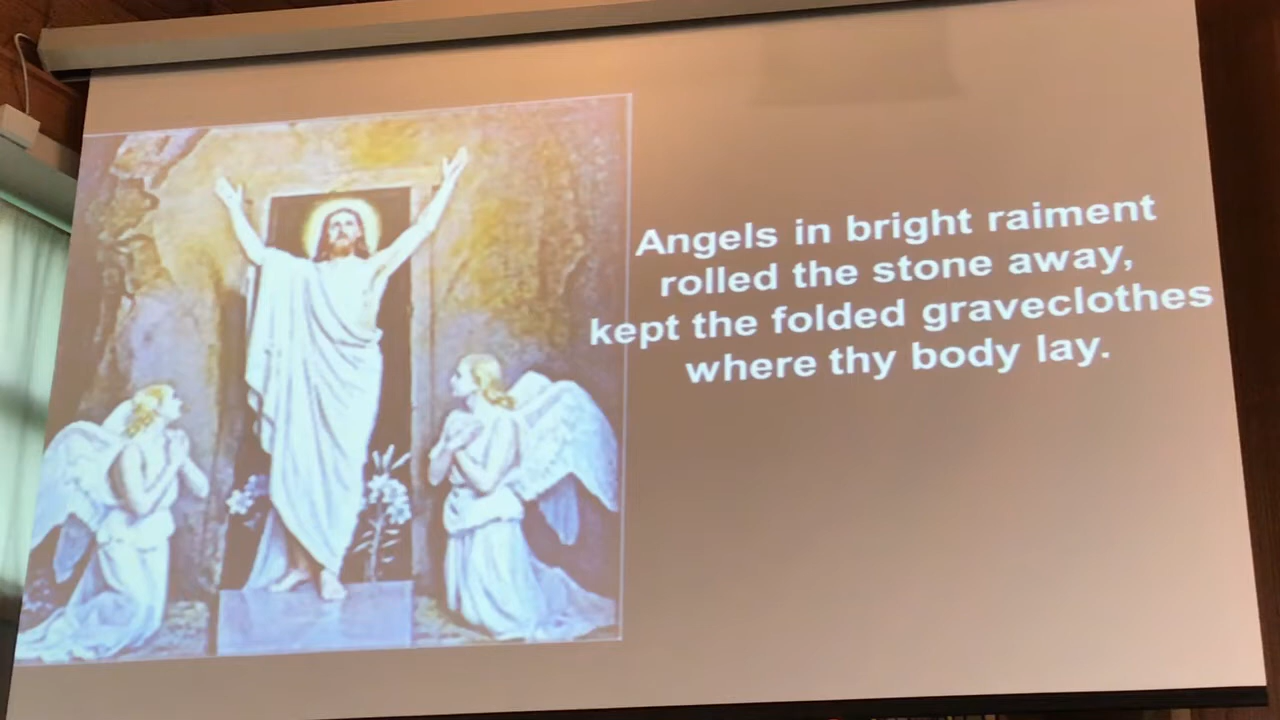 Angels in bright raiment
rolled the stone away,
kept the folded graveclothes
where thy body lay.